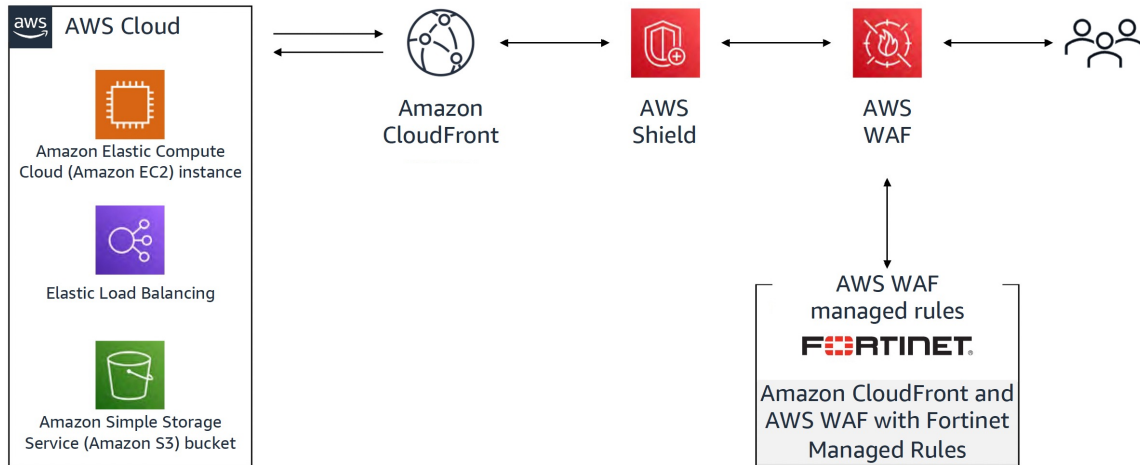 aws
AWS Cloud
Amazon Elastic Compute
Cloud (Amazon EC2) instance
Elastic Load Balancing
Amazon Simple Storage
Service (Amazon S3) bucket
Amazon
CloudFront
AWS
Shield
AWS
WAF
AWS WAF
managed rules
FORTINET®
Amazon CloudFront and
AWS WAF with Fortinet
Managed Rules